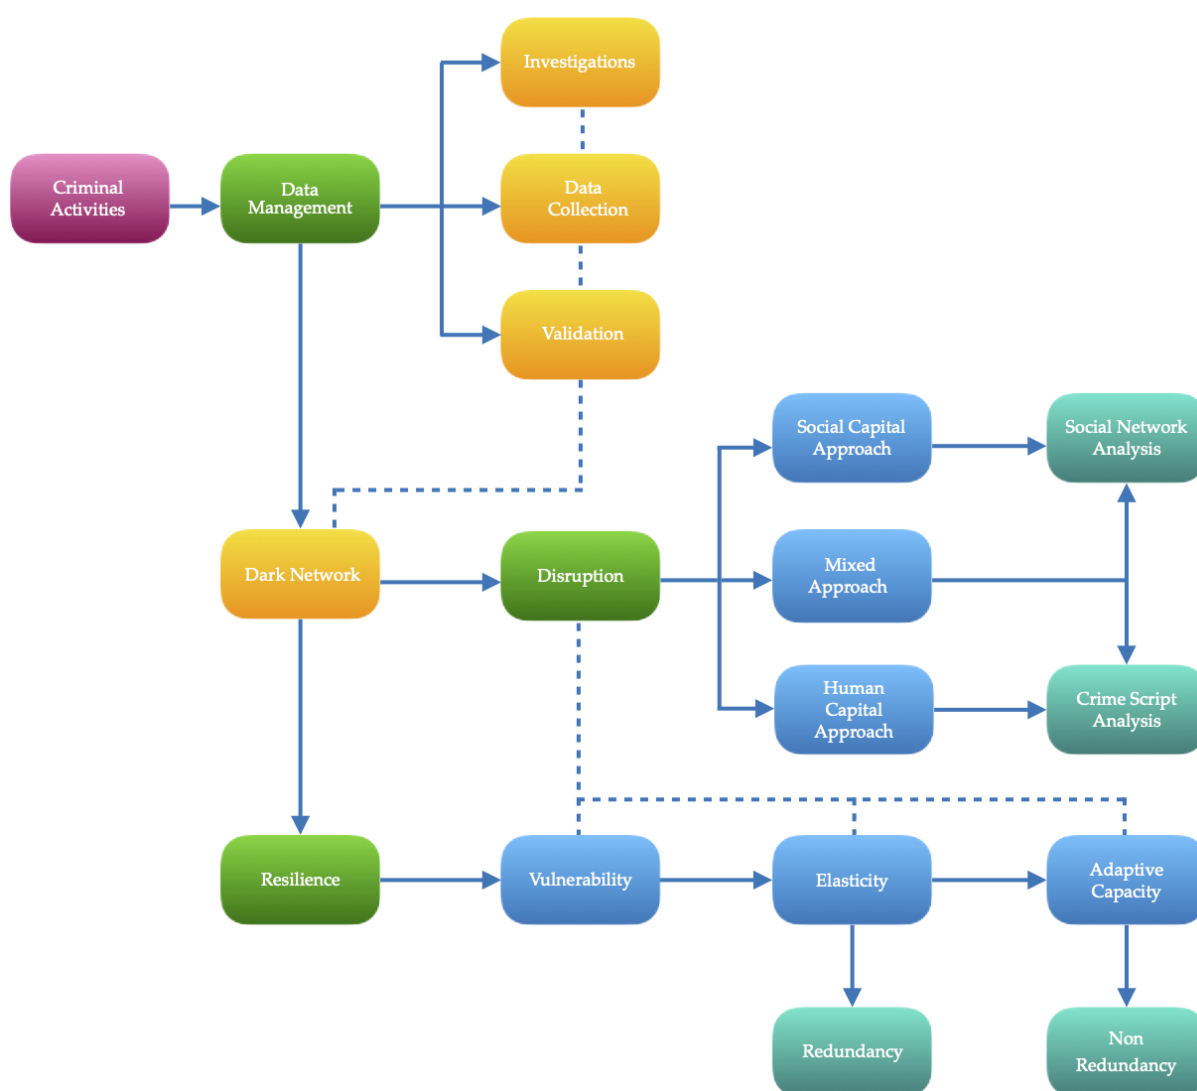 Investigations
Criminal
Activities
Data
Management
Data
Collection
Validation
Social Capital
Approach
Social Network
Analysis
Dark Network
Disruption
Mixed
Approach
Human
Capital
Approach
Crime Script
Analysis
Resilience
Vulnerability
Elasticity
Adaptive
Capacity
Redundancy
Non
Redundancy